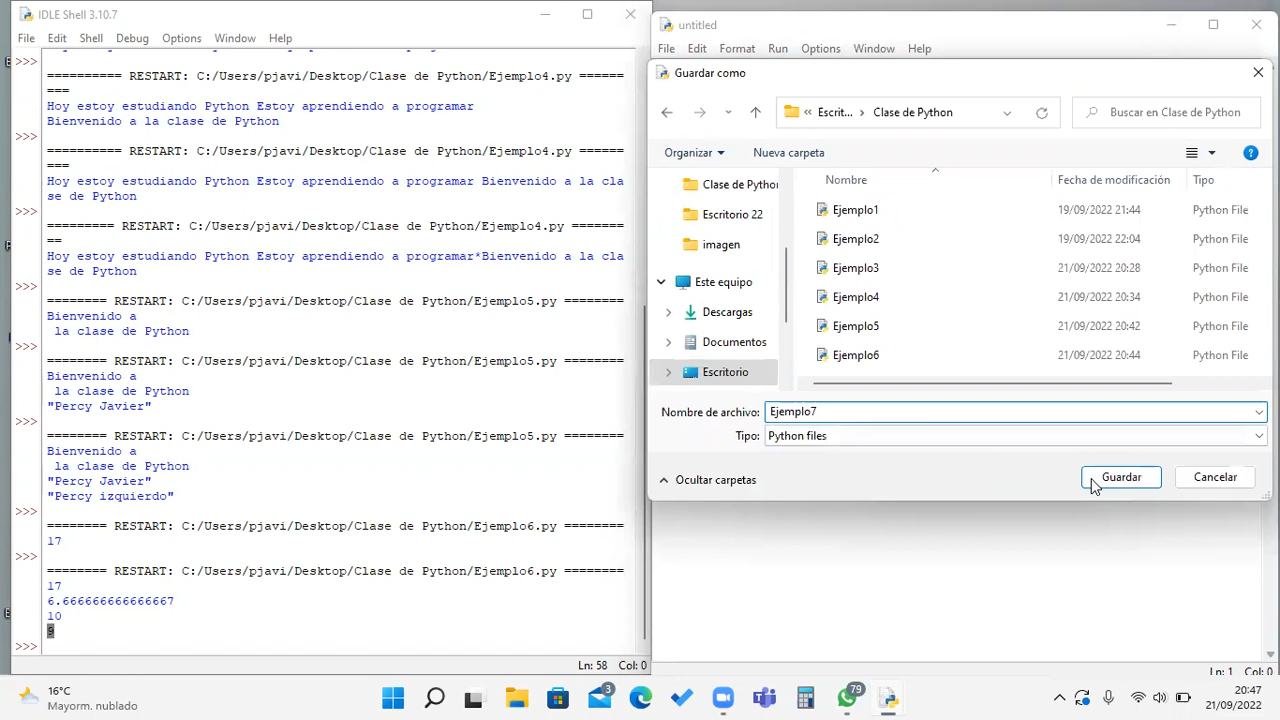 IDLE Shell 3.10.7
File Edit Shell Debug Options Window Help
>>>
========== RESTART: C:/Users/pjavi/Desktop/Clase de Python/Ejemplo4.py ======
===
Hoy estoy estudiando Python Estoy aprendiendo a programar
Bienvenido a la clase de Python
>>>
========== RESTART: C:/Users/pjavi/Desktop/Clase de Python/Ejemplo4.py ======
===
Hoy estoy estudiando Python Estoy aprendiendo a programar Bienvenido a la cla
se de Python
>>>
========= RESTART: C:/Users/pjavi/Desktop/Clase de Python/Ejemplo4.py =======
==
Hoy estoy estudiando Python Estoy aprendiendo a programar*Bienvenido a la cla
se de Python
>>>
======== RESTART: C:/Users/pjavi/Desktop/Clase de Python/Ejemplo5.py ========
Bienvenido a
 la clase de Python
>>>
======== RESTART: C:/Users/pjavi/Desktop/Clase de Python/Ejemplo5.py ========
Bienvenido a
 la clase de Python
"Percy Javier"
>>>
======== RESTART: C:/Users/pjavi/Desktop/Clase de Python/Ejemplo5.py ========
Bienvenido a
 la clase de Python
"Percy Javier"
"Percy izquierdo"
>>>
======== RESTART: C:/Users/pjavi/Desktop/Clase de Python/Ejemplo6.py ========
17
>>>
======== RESTART: C:/Users/pjavi/Desktop/Clase de Python/Ejemplo6.py ========
17
6.666666666666667
10
9
>>>
Ln: 58 Col: 0
untitled
File Edit Format Run Options Window Help
Guardar como
« Escrit... › Clase de Python
Buscar en Clase de Python
Organizar Nueva carpeta
Clase de Pytho
Escritorio 22
imagen
Este equipo
Descargas
Documentos
Escritorio
Nombre Fecha de modificación Tipo
Ejemplo1 19/09/2022 21:44 Python File
Ejemplo2 19/09/2022 22:04 Python File
Ejemplo3 21/09/2022 20:28 Python File
Ejemplo4 21/09/2022 20:34 Python File
Ejemplo5 21/09/2022 20:42 Python File
Ejemplo6 21/09/2022 20:44 Python File
Nombre de archivo: Ejemplo7
Tipo: Python files
Ocultar carpetas
Guardar Cancelar
Ln: 1 Col: 0
16°C
Mayorm. nublado
3
79
20:47
21/09/2022